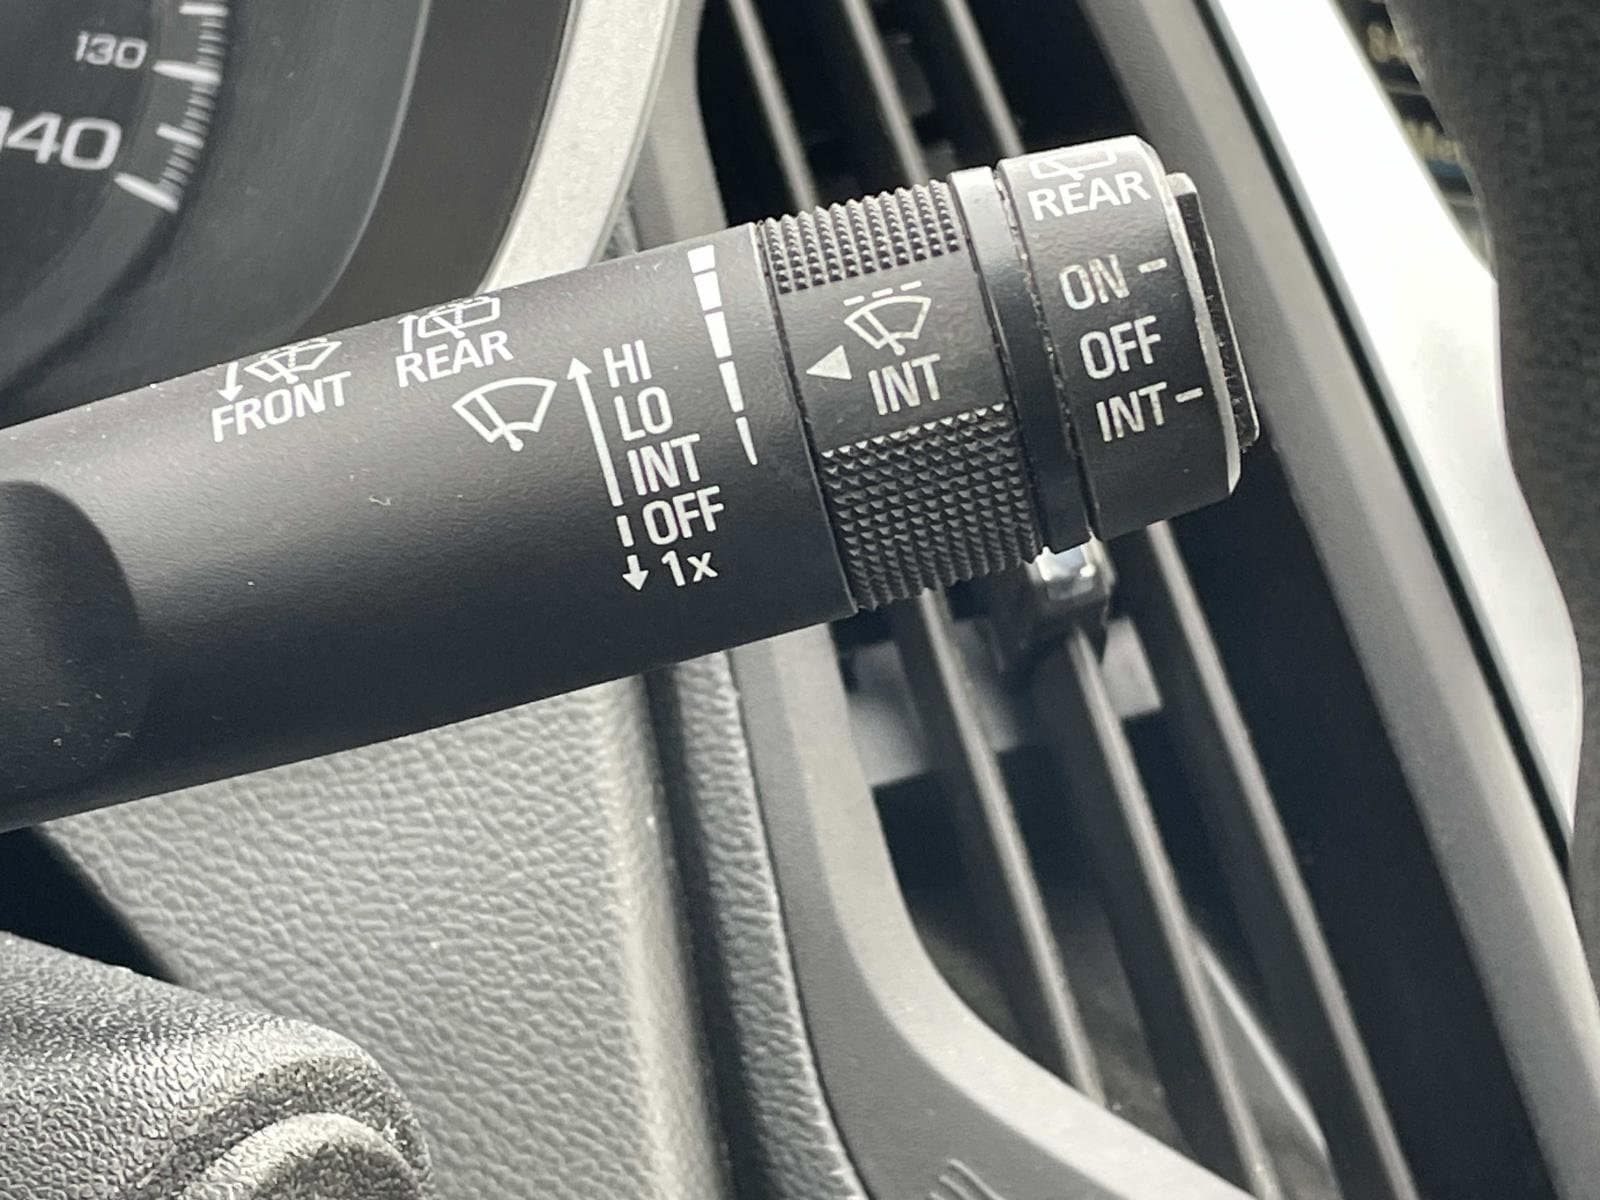 130
140
FRONT
REAR
HI
LO
INT
OFF
1x
INT
REAR
ON
OFF
INT